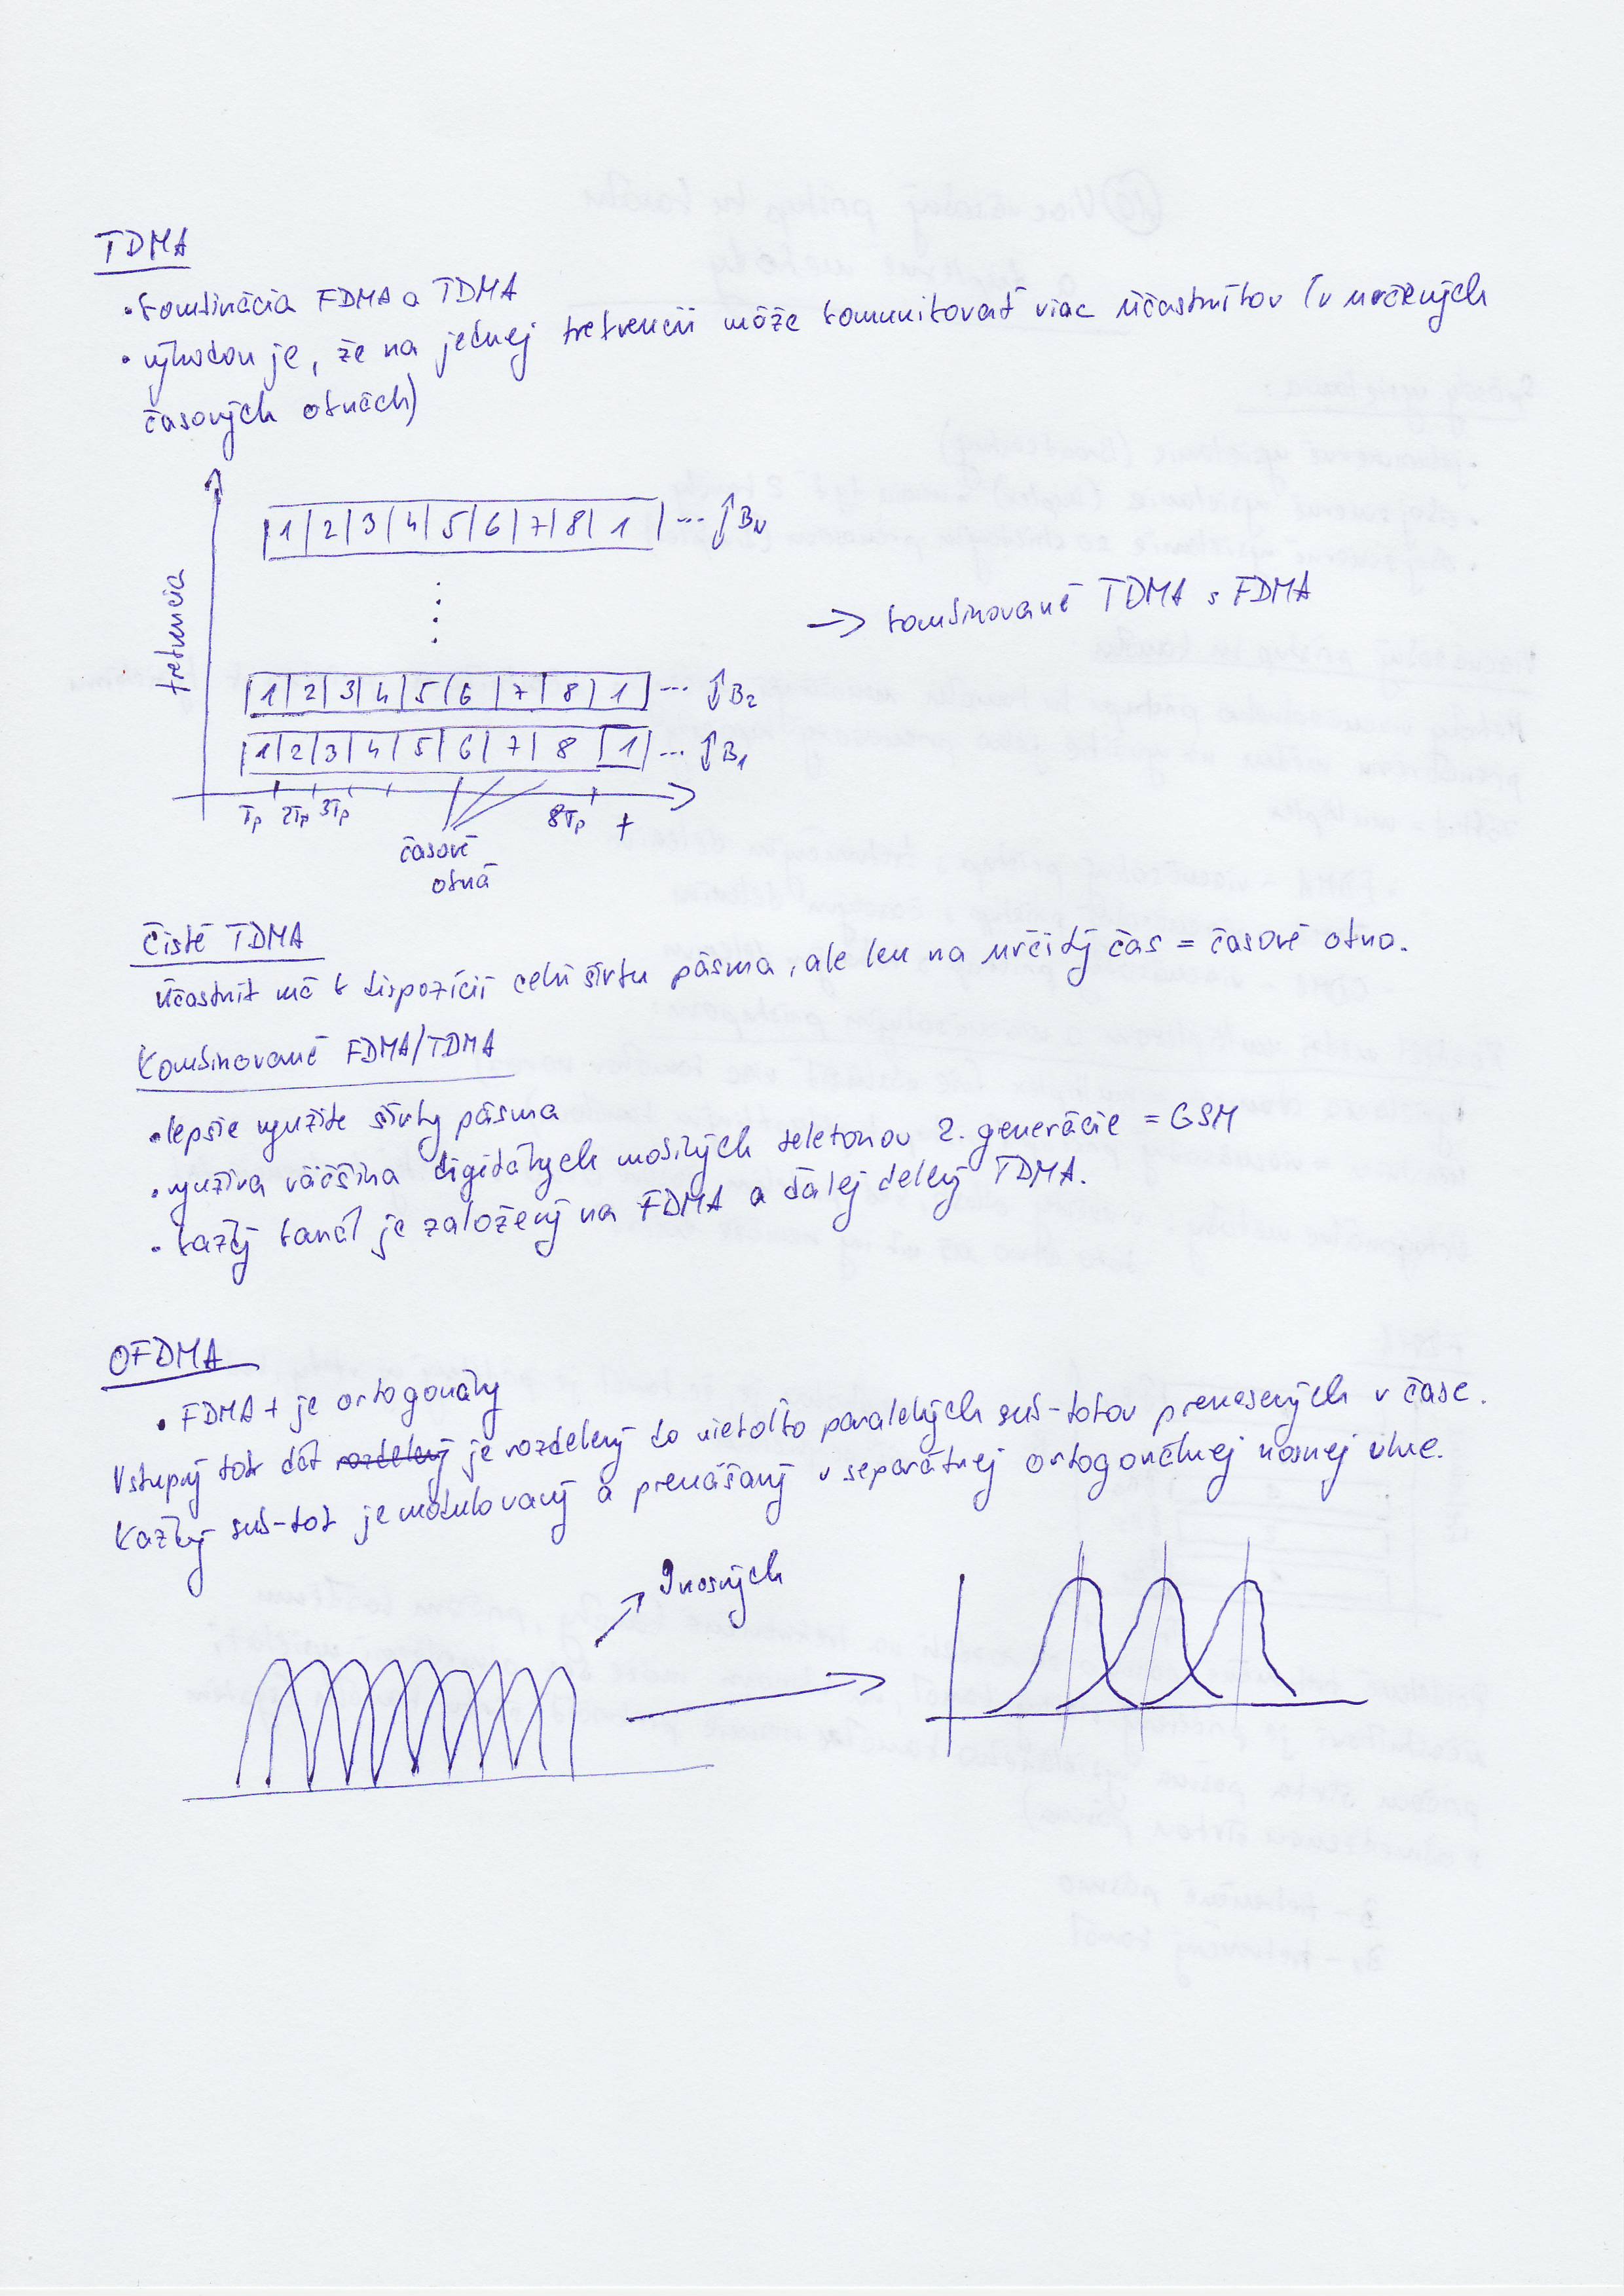 TDMA
• kombinácia FDMA a TDMA
• výhodou je, že na jednej frekvencii môže komunikovať viac účastníkov (v určených
časových oknách)
frekvencia
1 2 3 4 5 6 7 8 1 ... B_N
→ kombinované TDMA s FDMA
1 2 3 4 5 6 7 8 1 ... B_2
1 2 3 4 5 6 7 8 1 ... B_1
T_p 2T_p 3T_p 8T_p t
časové
okná
Čisté TDMA
Účastník má k dispozícii celú šírku pásma, ale len na určitý čas = časové okno.
Kombinované FDMA/TDMA
• lepšie využite šírky pásma
• využíva väčšina digitálnych mobilných telefonov 2. generácie = GSM
• každý kanál je založený na FDMA a ďalej delený TDMA.
OFDMA
• FDMA + je ortogonálny
Vstupný tok dát rozdelený je rozdelený do niekoľko paralelných sub-tokov prenesených v čase.
Každý sub-tok je modulovaný a prenášaný v separátnej ortogonálnej nosnej vlne.
9 nosných